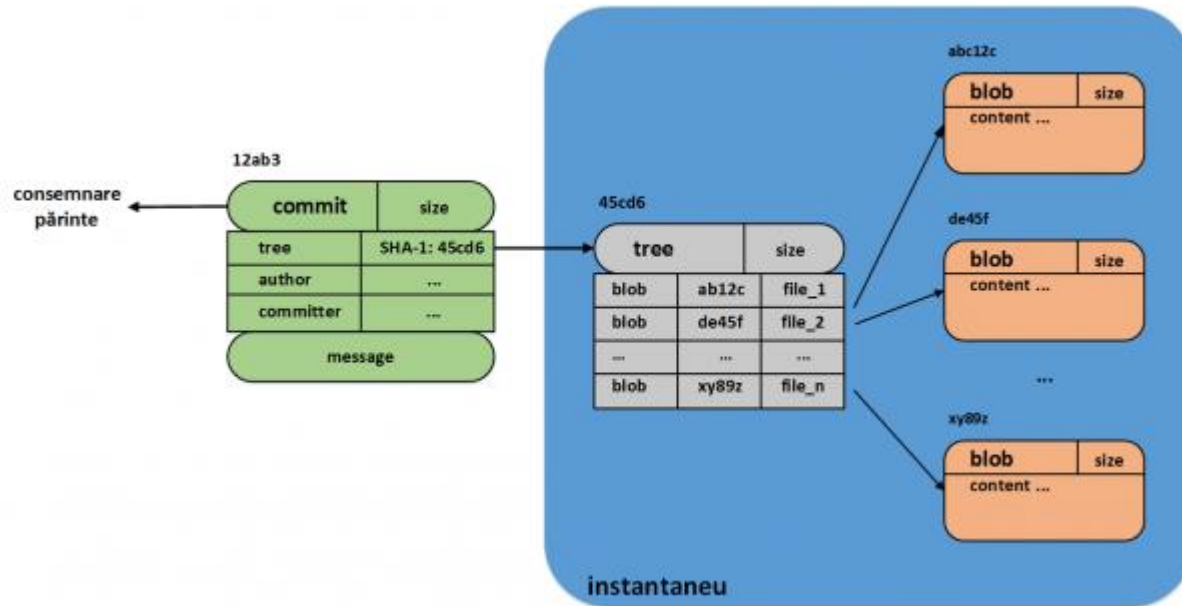 consemnare
părinte
12ab3
commit size
tree SHA-1: 45cd6
author ...
committer ...
message
45cd6
tree size
blob ab12c file_1
blob de45f file_2
... ... ...
blob xy89z file_n
abc12c
blob size
content ...
de45f
blob size
content ...
...
xy89z
blob size
content ...
instantaneu